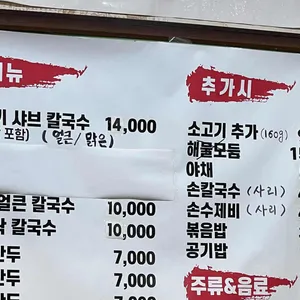 뉴
샤브 칼국수 14,000
포함) (얼큰/맑은)
얼큰 칼국수 10,000
칼국수 10,000
만두 7,000
만두 7,000
추가시
소고기 추가(160g)
해물모둠
야채
손칼국수 (사리)
손수제비 (사리)
볶음밥
공기밥
주류&음료